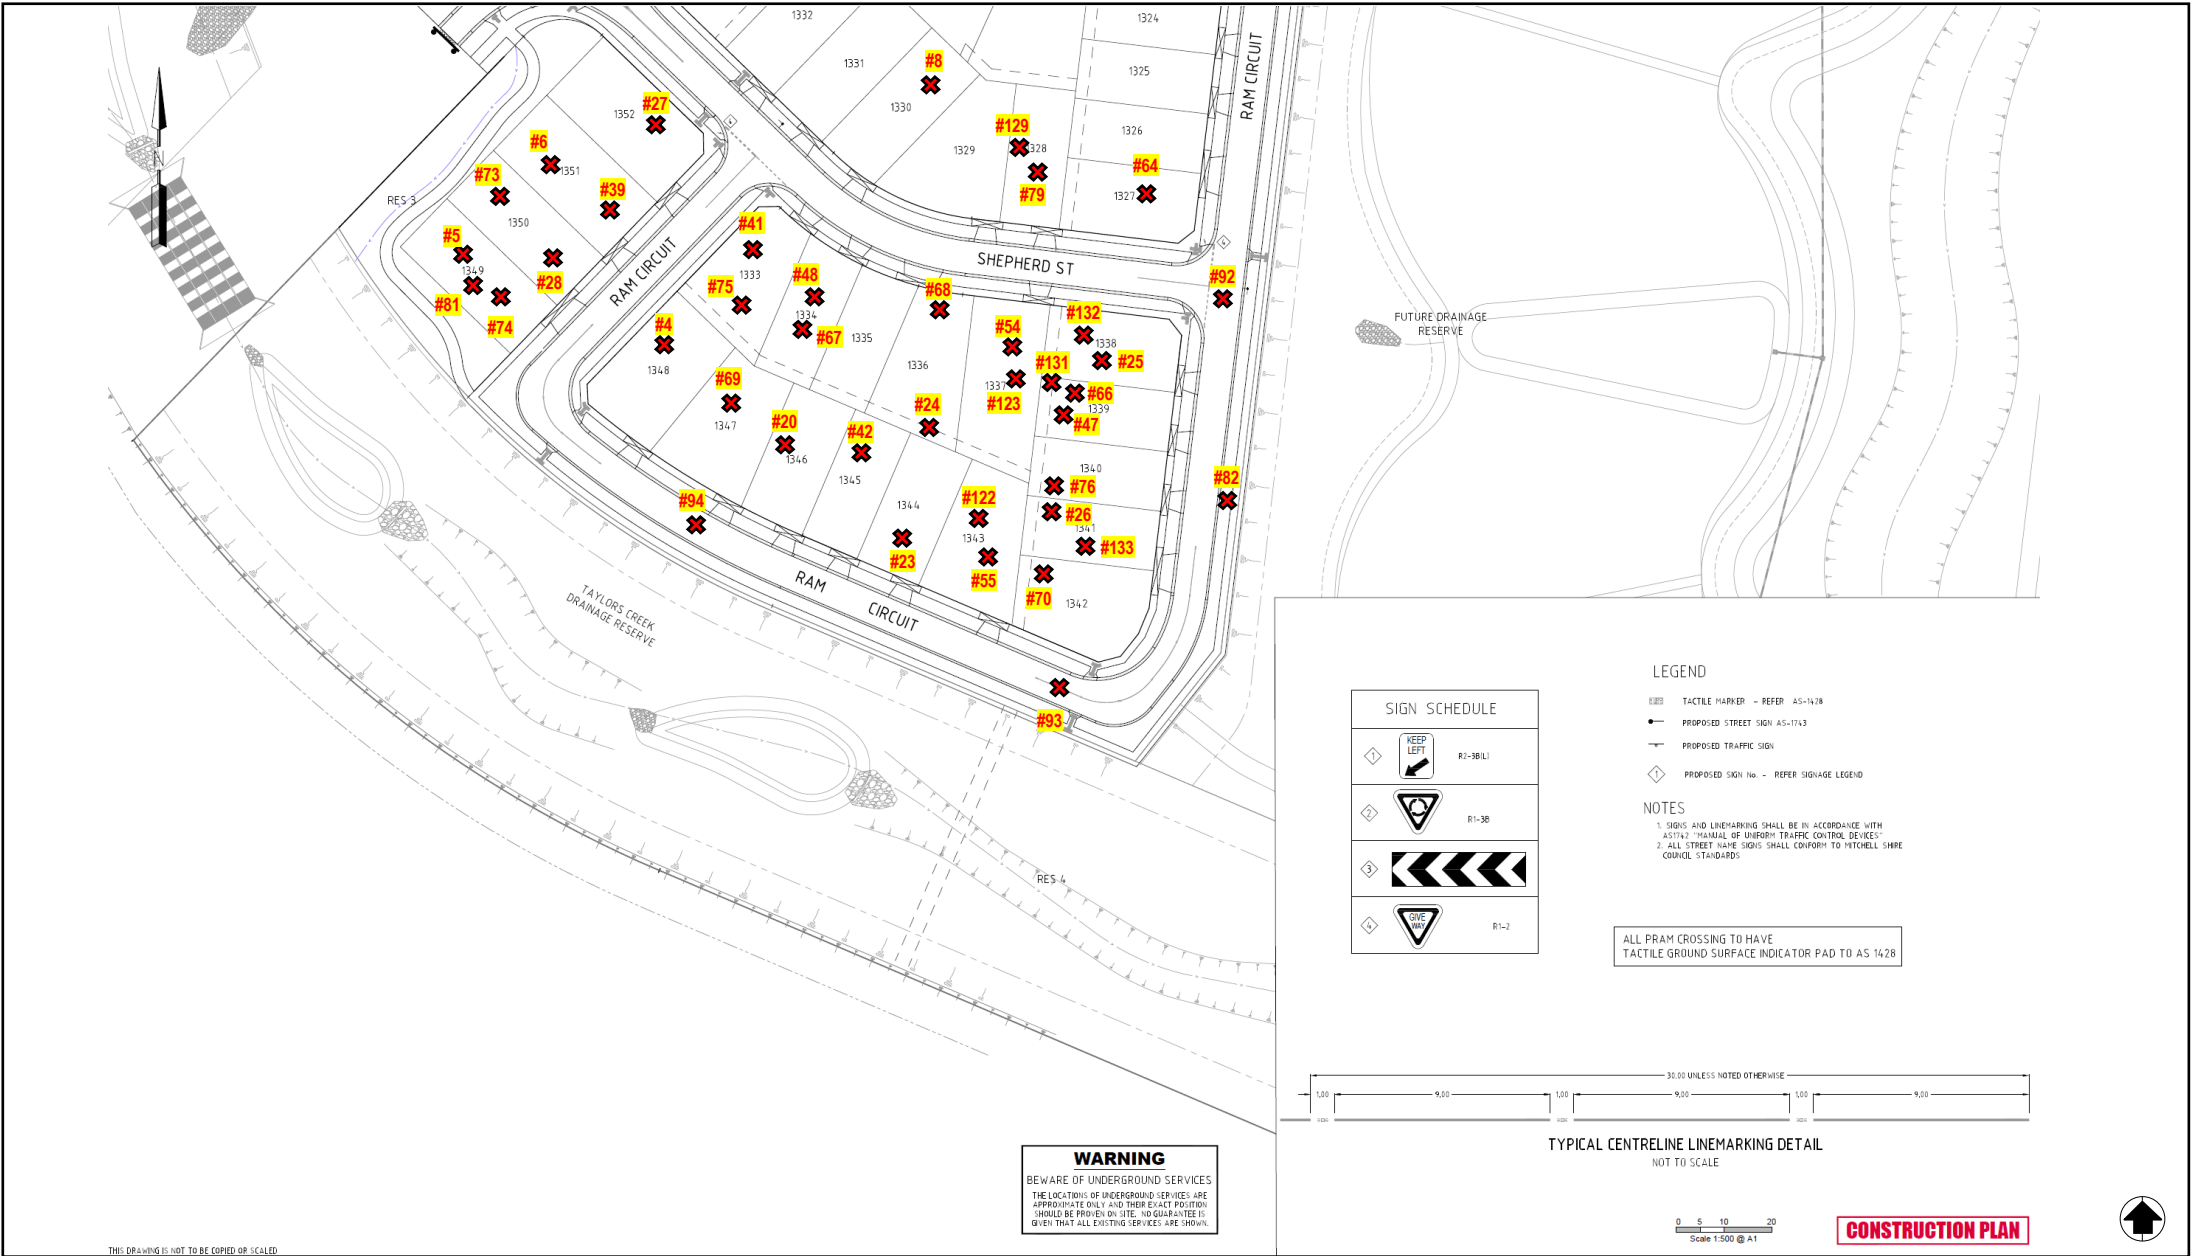 1332
1324
RAM CIRCUIT
1331
#8
1325
1352
#27
1330
#129
1326
#6
1351
1329
1328
#64
#73
#39
#79
1327
RES 3
1350
#41
#5
RAM CIRCUIT
SHEPHERD ST
1349
#28
1333
#48
#92
#81
#75
#68
#74
1334
#132
FUTURE DRAINAGE
RESERVE
#4
#67
1335
#54
1338
#131
#25
1348
1336
#69
1337
#66
#123
1339
#24
#47
1347
#20
#42
1346
1340
1345
#82
#76
#94
#122
1344
#26
1341
1343
#133
#23
#55
RAM CIRCUIT
#70
1342
TAYLORS CREEK
DRAINAGE RESERVE
#93
RES 4
N
SIGN SCHEDULE
1
KEEP
LEFT
R2-3B(L)
2
R1-3B
3
4
GIVE
WAY
R1-2
LEGEND
TACTILE MARKER - REFER AS-1428
PROPOSED STREET SIGN AS-1743
PROPOSED TRAFFIC SIGN
1 PROPOSED SIGN No. - REFER SIGNAGE LEGEND
NOTES
1. SIGNS AND LINEMARKING SHALL BE IN ACCORDANCE WITH
AS1742 "MANUAL OF UNIFORM TRAFFIC CONTROL DEVICES"
2. ALL STREET NAME SIGNS SHALL CONFORM TO MITCHELL SHIRE
COUNCIL STANDARDS
ALL PRAM CROSSING TO HAVE
TACTILE GROUND SURFACE INDICATOR PAD TO AS 1428
30.00 UNLESS NOTED OTHERWISE
1,00 9,00 1,00 9,00 1,00 9,00
TYPICAL CENTRELINE LINEMARKING DETAIL
NOT TO SCALE
WARNING
BEWARE OF UNDERGROUND SERVICES
THE LOCATIONS OF UNDERGROUND SERVICES ARE
APPROXIMATE ONLY AND THEIR EXACT POSITION
SHOULD BE PROVEN ON SITE. NO GUARANTEE IS
GIVEN THAT ALL EXISTING SERVICES ARE SHOWN.
0 5 10 20
Scale 1:500 @ A1
CONSTRUCTION PLAN
THIS DRAWING IS NOT TO BE COPIED OR SCALED